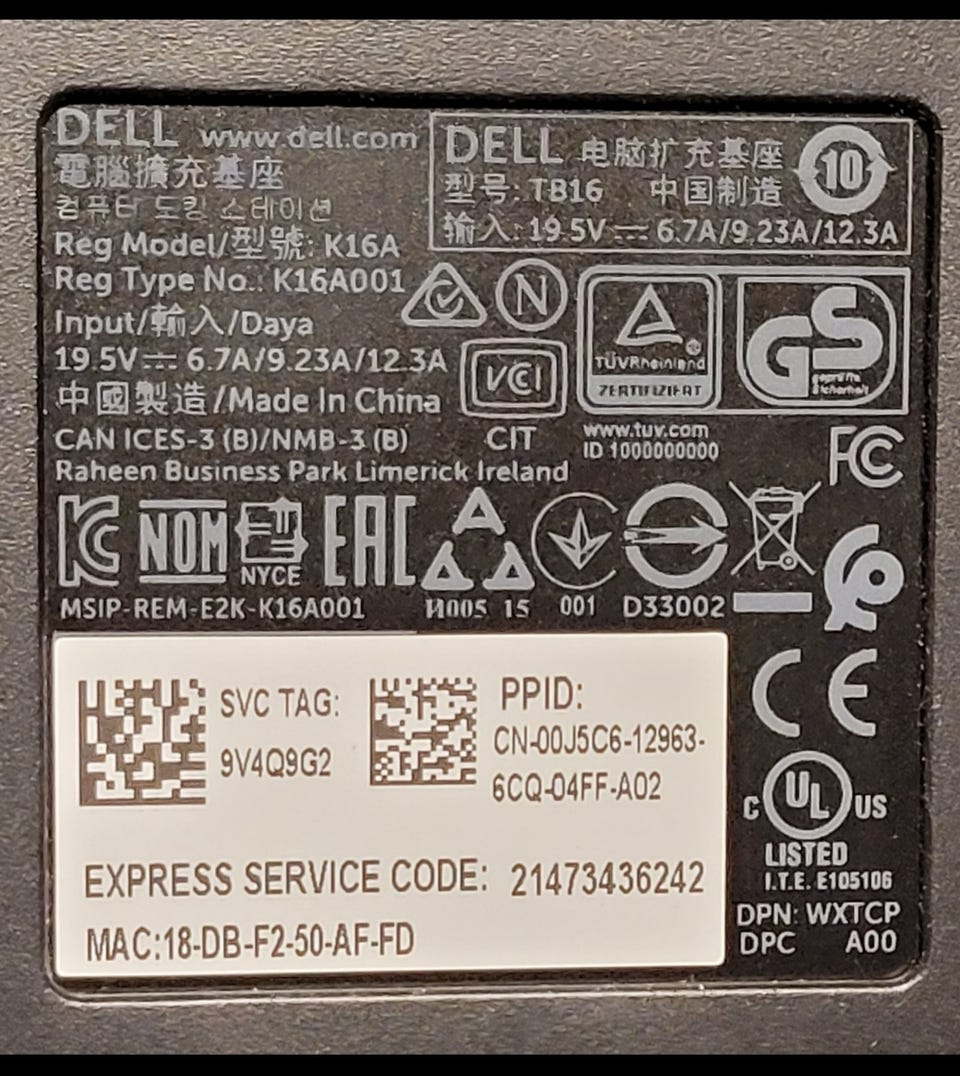 DELL www.dell.com
電腦擴充基座
컴퓨터 도킹 스테이션
Reg Model/型號: K16A
Reg Type No.: K16A001
Input/輸入/Daya
19.5V⎓ 6.7A/9.23A/12.3A
中國製造/Made In China
CAN ICES-3 (B)/NMB-3 (B)
Raheen Business Park Limerick Ireland
DELL 电脑扩充基座
型号: TB16 中国制造
输入: 19.5V⎓ 6.7A/9.23A/12.3A
10
N
VCI
CIT
TÜVRheinland
ZERTIFIZIERT
www.tuv.com
ID 1000000000
GS
geprüfte
Sicherheit
FC
KC NOM NYCE EAC
MSIP-REM-E2K-K16A001
И005 15
001
D33002
SVC TAG:
9V4Q9G2
PPID:
CN-00J5C6-12963-
6CQ-04FF-A02
EXPRESS SERVICE CODE: 21473436242
MAC:18-DB-F2-50-AF-FD
CE
C UL US
LISTED
I.T.E. E105106
DPN: WXTCP
DPC A00